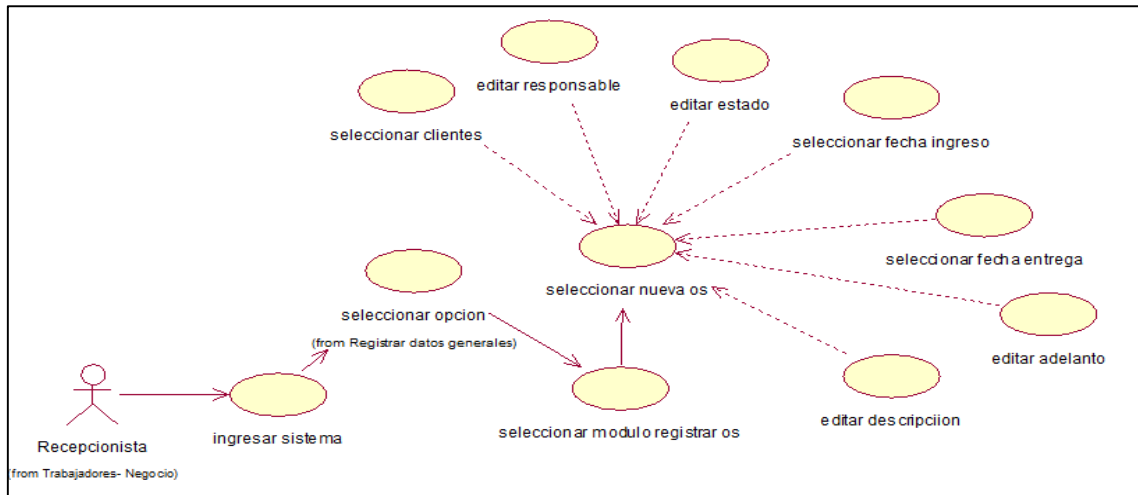 editar responsable
editar estado
seleccionar clientes
seleccionar fecha ingreso
seleccionar fecha entrega
seleccionar nueva os
seleccionar opcion
(from Registrar datos generales)
editar adelanto
editar descripciion
seleccionar modulo registrar os
ingresar sistema
Recepcionista
(from Trabajadores- Negocio)